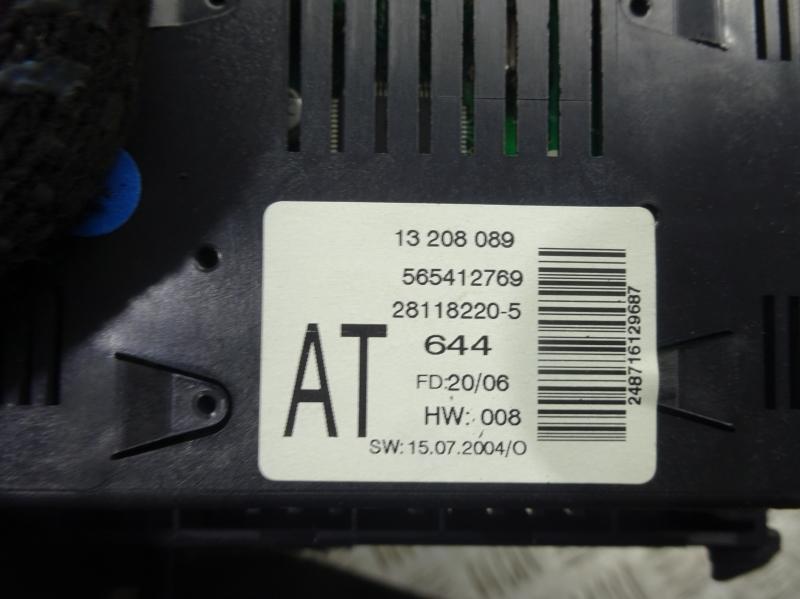 13 208 089
565412769
28118220-5
644
AT
FD:20/06
HW: 008
SW: 15.07.2004/O
248716129687